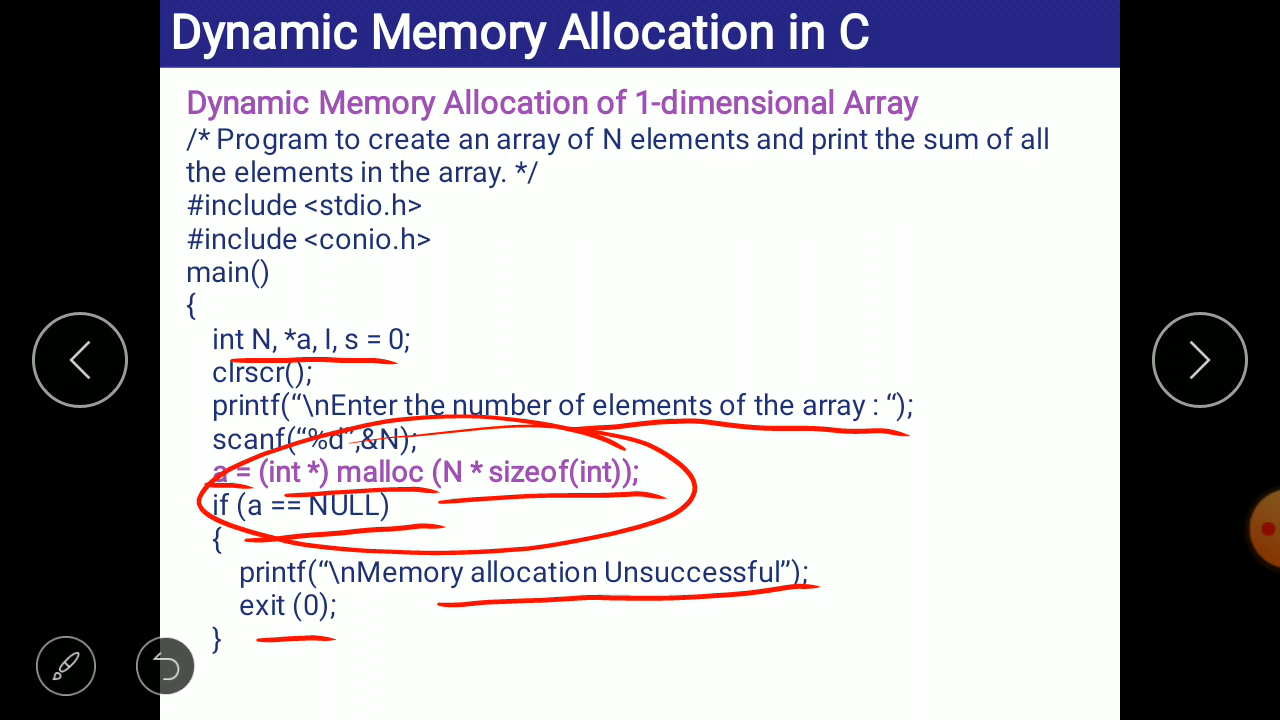 Dynamic Memory Allocation in C
Dynamic Memory Allocation of 1-dimensional Array
/* Program to create an array of N elements and print the sum of all
the elements in the array. */
#include <stdio.h>
#include <conio.h>
main()
{
int N, *a, I, s = 0;
clrscr();
printf(“\nEnter the number of elements of the array : “);
scanf(“%d”,&N);
a = (int *) malloc (N * sizeof(int));
if (a == NULL)
{
printf(“\nMemory allocation Unsuccessful”);
exit (0);
}